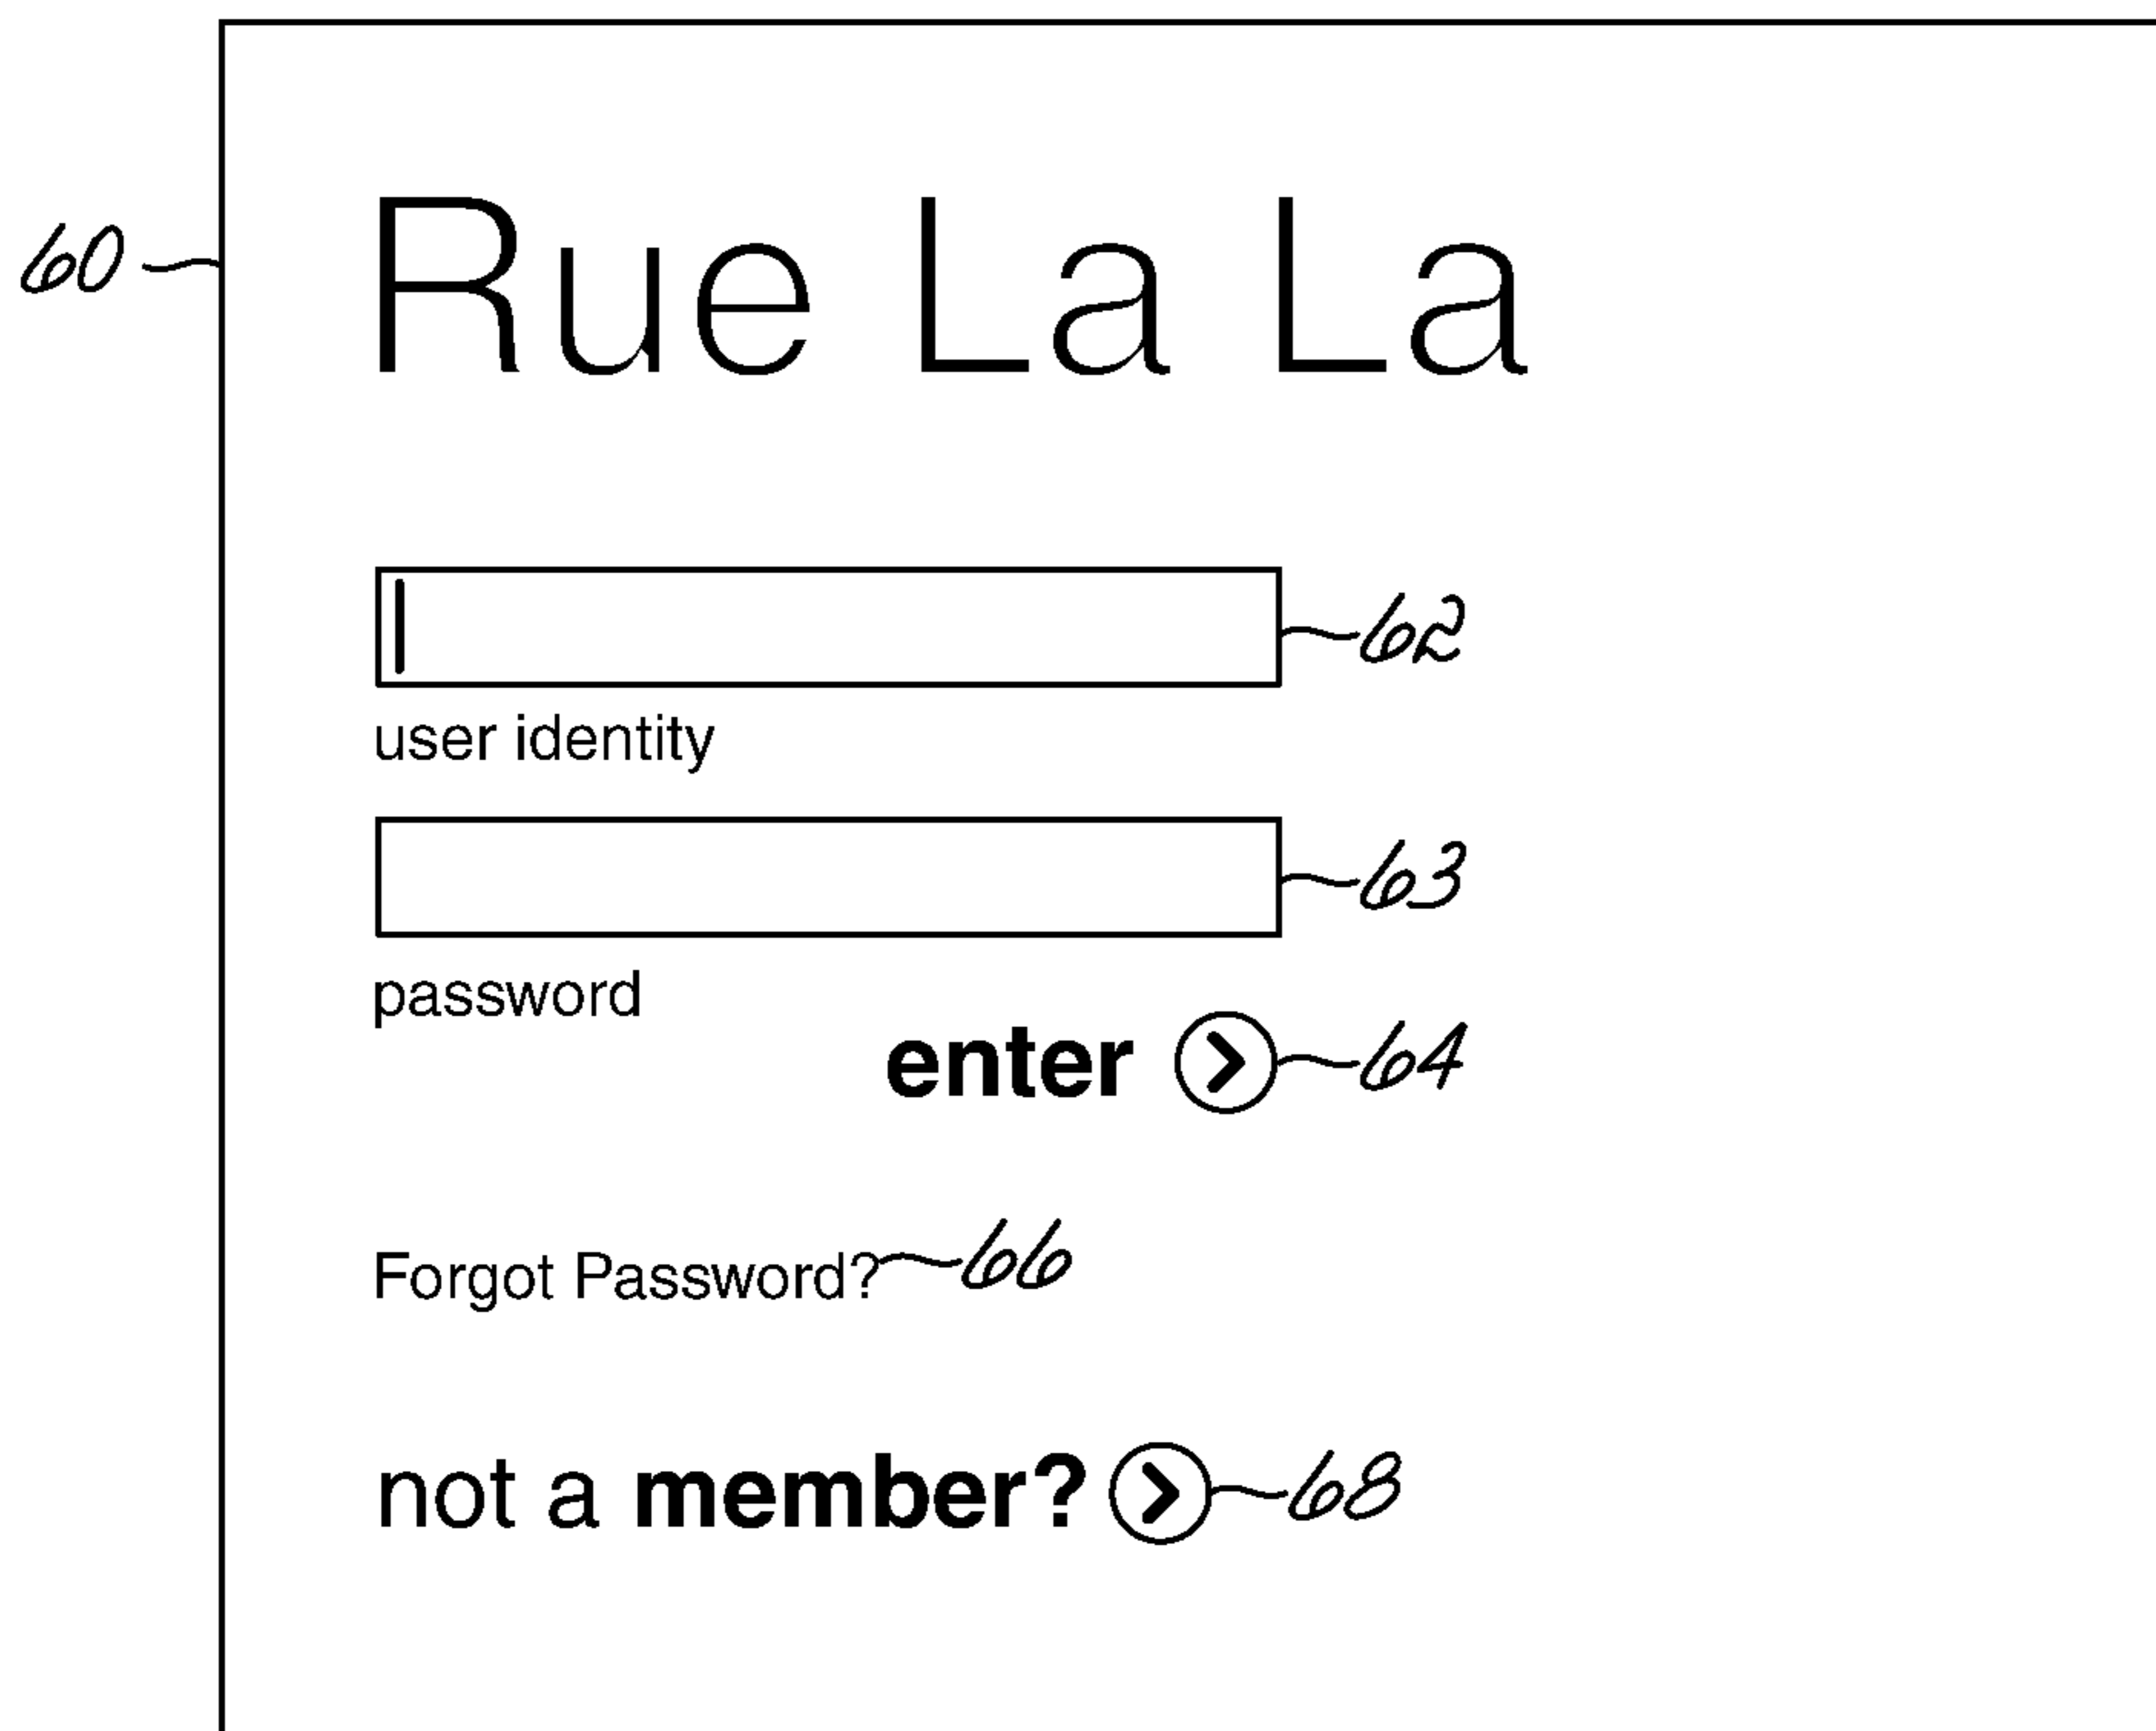 60
Rue La La
62
user identity
63
password
enter 64
Forgot Password? 66
not a member? 68